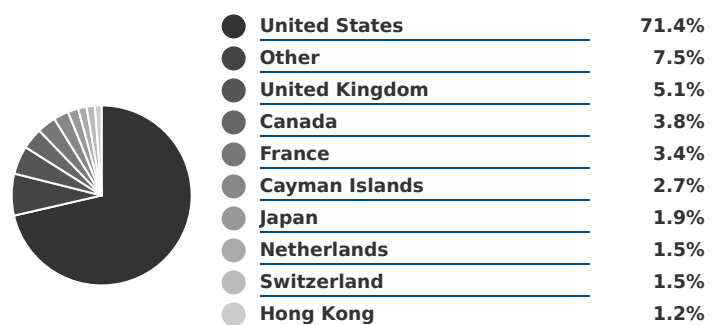 United States 71.4%
Other 7.5%
United Kingdom 5.1%
Canada 3.8%
France 3.4%
Cayman Islands 2.7%
Japan 1.9%
Netherlands 1.5%
Switzerland 1.5%
Hong Kong 1.2%